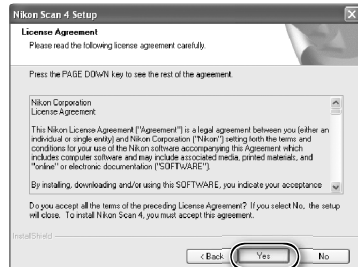 Nikon Scan 4 Setup
License Agreement
Please read the following license agreement carefully.
Press the PAGE DOWN key to see the rest of the agreement.
Nikon Corporation
License Agreement
This Nikon License Agreement ("Agreement") is a legal agreement between you (either an
individual or single entity) and Nikon Corporation ("Nikon") setting forth the terms and
conditions for your use of the Nikon software accompanying this Agreement which
includes computer software and may include associated media, printed materials, and
"online" or electronic documentation ("SOFTWARE").
By installing, downloading and/or using this SOFTWARE, you indicate your acceptance
Do you accept all the terms of the preceding License Agreement? If you select No, the setup
will close. To install Nikon Scan 4, you must accept this agreement.
InstallShield
< Back
Yes
No